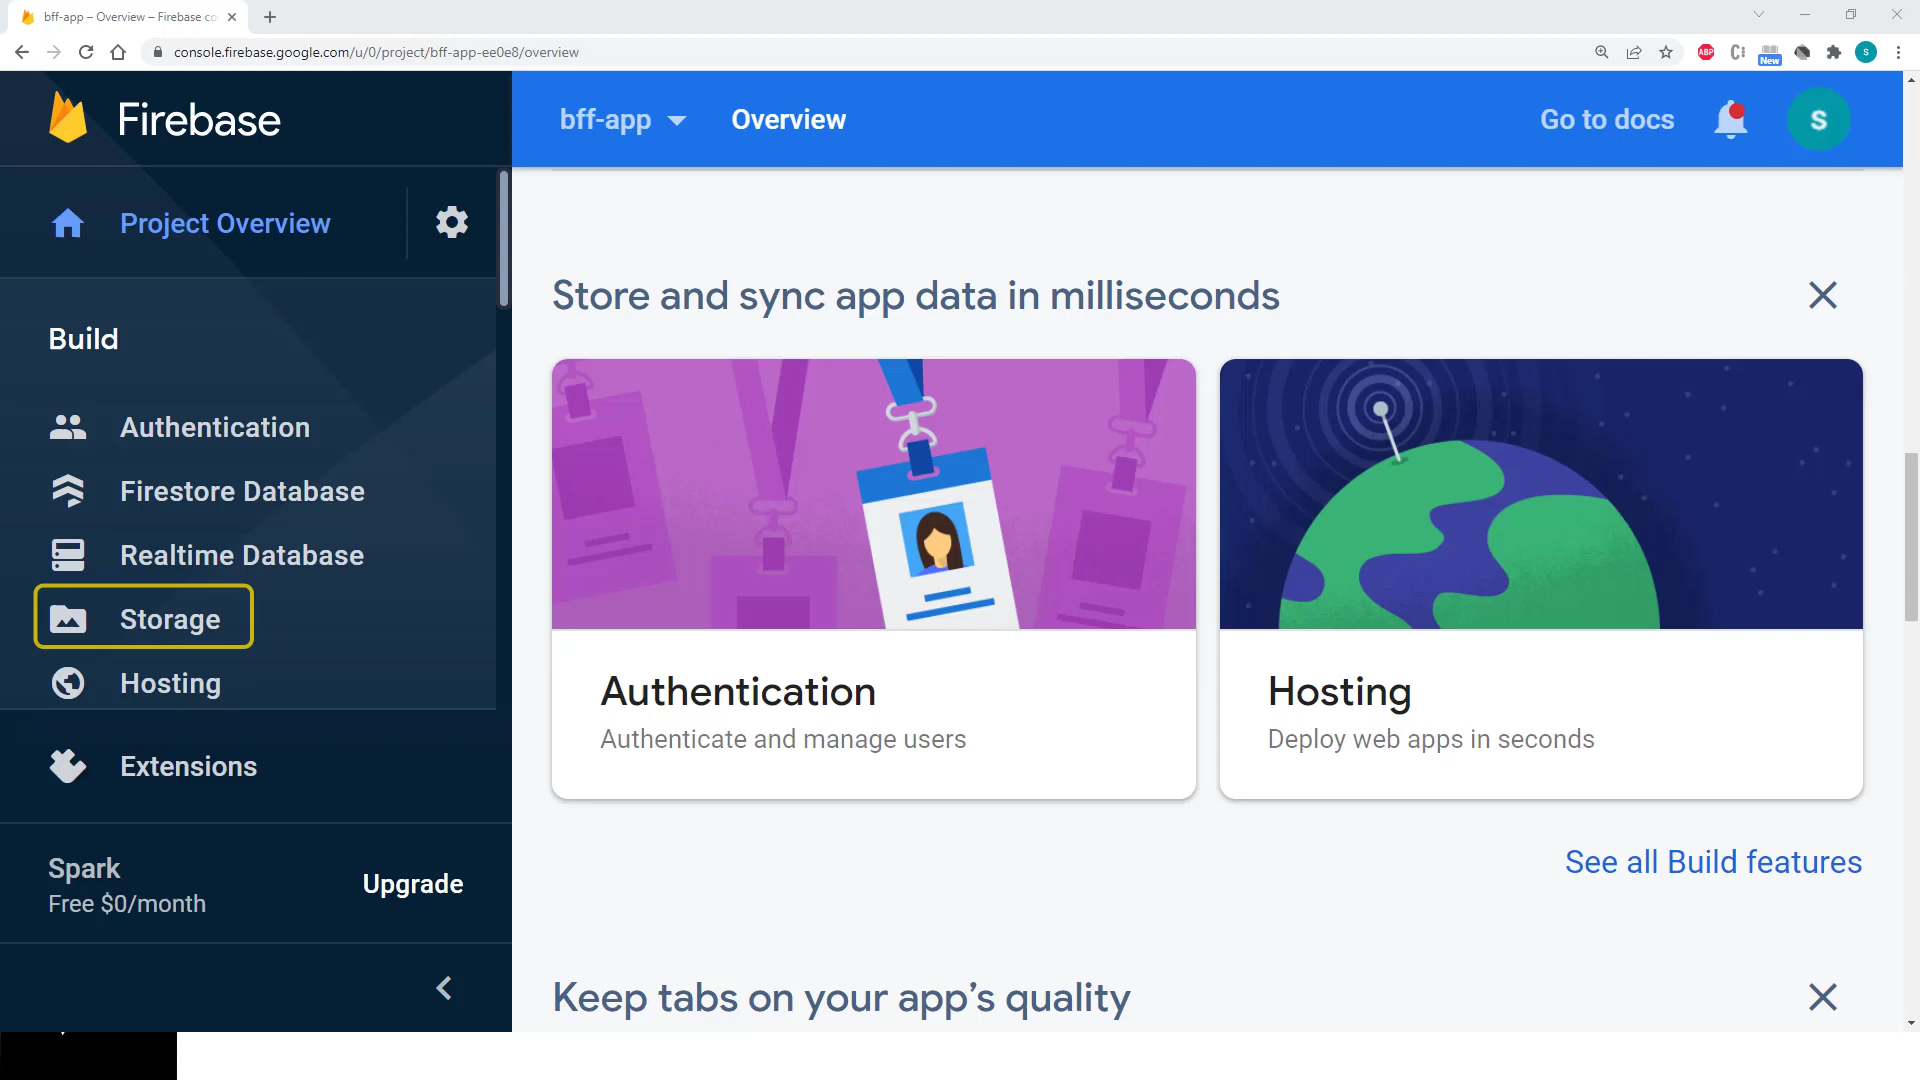 bff-app – Overview – Firebase co
console.firebase.google.com/u/0/project/bff-app-ee0e8/overview
ABP
New
S
Firebase
bff-app
Overview
Go to docs
S
Project Overview
Build
Authentication
Firestore Database
Realtime Database
Storage
Hosting
Extensions
Spark
Free $0/month
Upgrade
Store and sync app data in milliseconds
Authentication
Authenticate and manage users
Hosting
Deploy web apps in seconds
See all Build features
Keep tabs on your app’s quality